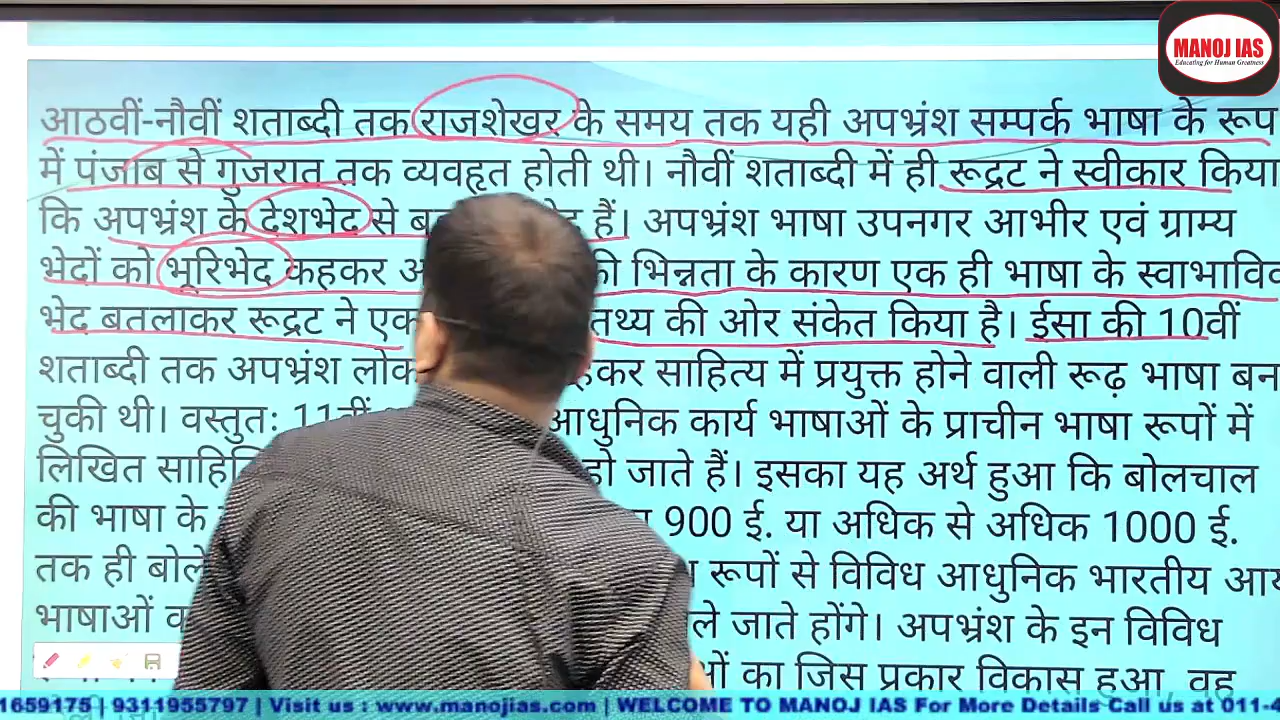 MANOJ IAS
Educating for Human Greatness
आठवीं-नौवीं शताब्दी तक राजशेखर के समय तक यही अपभ्रंश सम्पर्क भाषा के रूप
में पंजाब से गुजरात तक व्यवहृत होती थी। नौवीं शताब्दी में ही रूद्रट ने स्वीकार किया
कि अपभ्रंश के देशभेद से हैं। अपभ्रंश भाषा उपनगर आभीर एवं ग्राम्य
भेदों को भूरिभेद कहकर की भिन्नता के कारण एक ही भाषा के
भेद बतलाकर रूद्रट ने एक तथ्य की ओर संकेत किया है। ईसा की 10वीं
शताब्दी तक अपभ्रंश साहित्य में प्रयुक्त होने वाली रूढ़ भाषा बन
चुकी थी। वस्तुतः आधुनिक कार्य भाषाओं के प्राचीन भाषा रूपों में
लिखित हो जाते हैं। इसका यह अर्थ हुआ कि बोलचाल
की भाषा के 900 ई. या अधिक से अधिक 1000 ई.
तक ही रूपों से विविध आधुनिक भारतीय
भाषाओं जाते होंगे। अपभ्रंश के इन विविध
का जिस प्रकार विकास हुआ, वह
1659175 | 9311955797 | Visit us : www.manojias.com | WELCOME TO MANOJ IAS For More Details Call us at 011-4